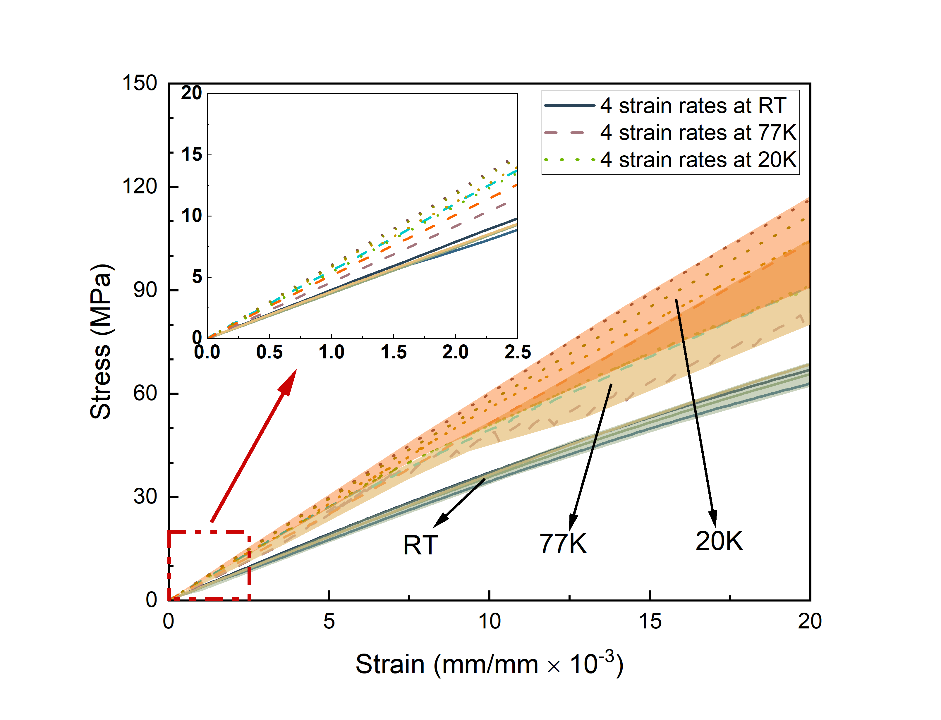 150
120
90
60
30
0
Stress (MPa)
20
15
10
5
0
0.0 0.5 1.0 1.5 2.0 2.5
4 strain rates at RT
4 strain rates at 77K
4 strain rates at 20K
RT
77K
20K
0 5 10 15 20
Strain (mm/mm × 10⁻³)